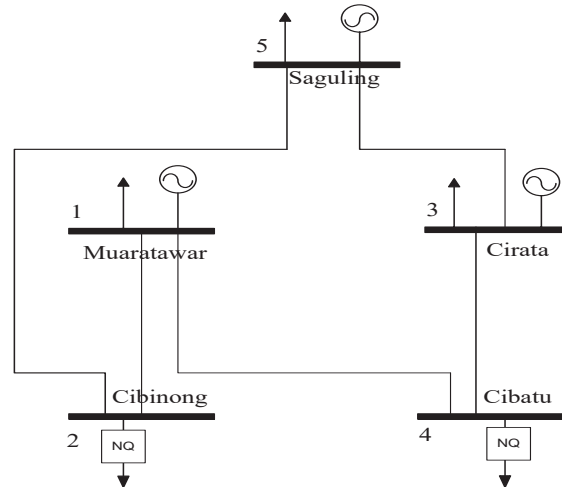 5
Saguling
1
3
Muaratawar
Cirata
Cibinong
Cibatu
2
NQ
4
NQ